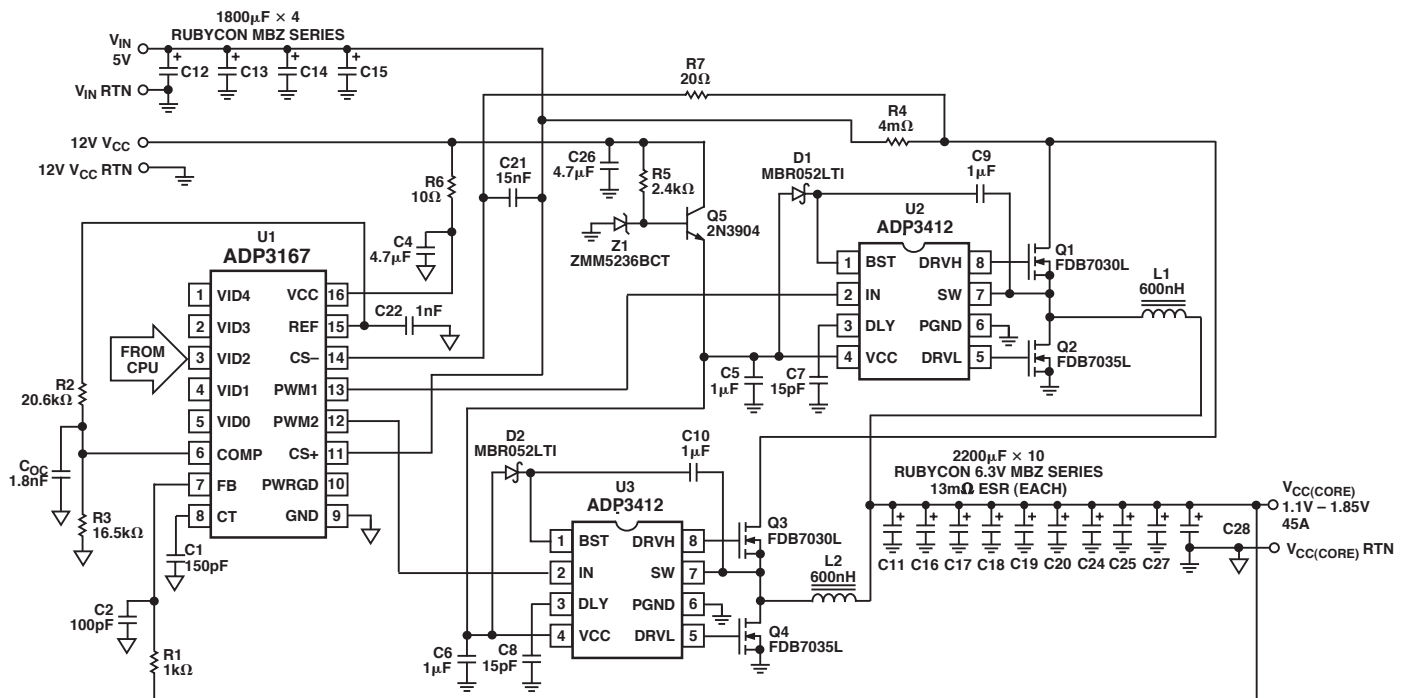 1800μF × 4
RUBYCON MBZ SERIES
V_IN
5V
C12
C13
C14
C15
V_IN RTN
R7
20Ω
R4
4mΩ
12V V_CC
12V V_CC RTN
R6
10Ω
C21
15nF
C26
4.7μF
R5
2.4kΩ
Z1
ZMM5236BCT
Q5
2N3904
D1
MBR052LTI
C9
1μF
U2
ADP3412
1 BST
2 IN
3 DLY
4 VCC
DRVH 8
SW 7
PGND 6
DRVL 5
Q1
FDB7030L
Q2
FDB7035L
L1
600nH
C4
4.7μF
C22 1nF
U1
ADP3167
1 VID4
2 VID3
3 VID2
4 VID1
5 VID0
6 COMP
7 FB
8 CT
VCC 16
REF 15
CS– 14
PWM1 13
PWM2 12
CS+ 11
PWRGD 10
GND 9
FROM
CPU
R2
20.6kΩ
C_OC
1.8nF
R3
16.5kΩ
C1
150pF
C2
100pF
R1
1kΩ
C5
1μF
C7
15pF
D2
MBR052LTI
C10
1μF
U3
ADP3412
1 BST
2 IN
3 DLY
4 VCC
DRVH 8
SW 7
PGND 6
DRVL 5
C6
1μF
C8
15pF
Q3
FDB7030L
Q4
FDB7035L
L2
600nH
2200μF × 10
RUBYCON 6.3V MBZ SERIES
13mΩ ESR (EACH)
C11 C16 C17 C18 C19 C20 C24 C25 C27
C28
V_CC(CORE)
1.1V – 1.85V
45A
V_CC(CORE) RTN